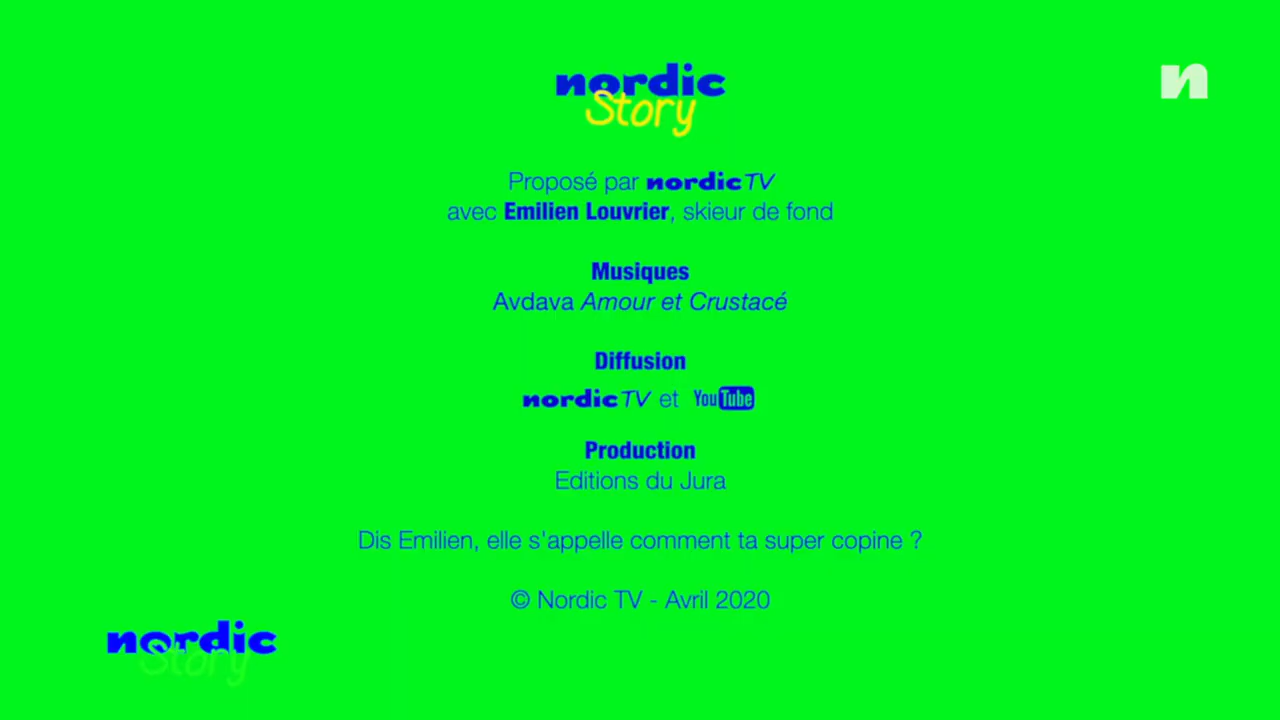 nordic
Story
n
Proposé par nordicTV
avec Emilien Louvrier, skieur de fond
Musiques
Avdava Amour et Crustacé
Diffusion
nordicTV et YouTube
Production
Editions du Jura
Dis Emilien, elle s'appelle comment ta super copine ?
© Nordic TV - Avril 2020
nordic
Story